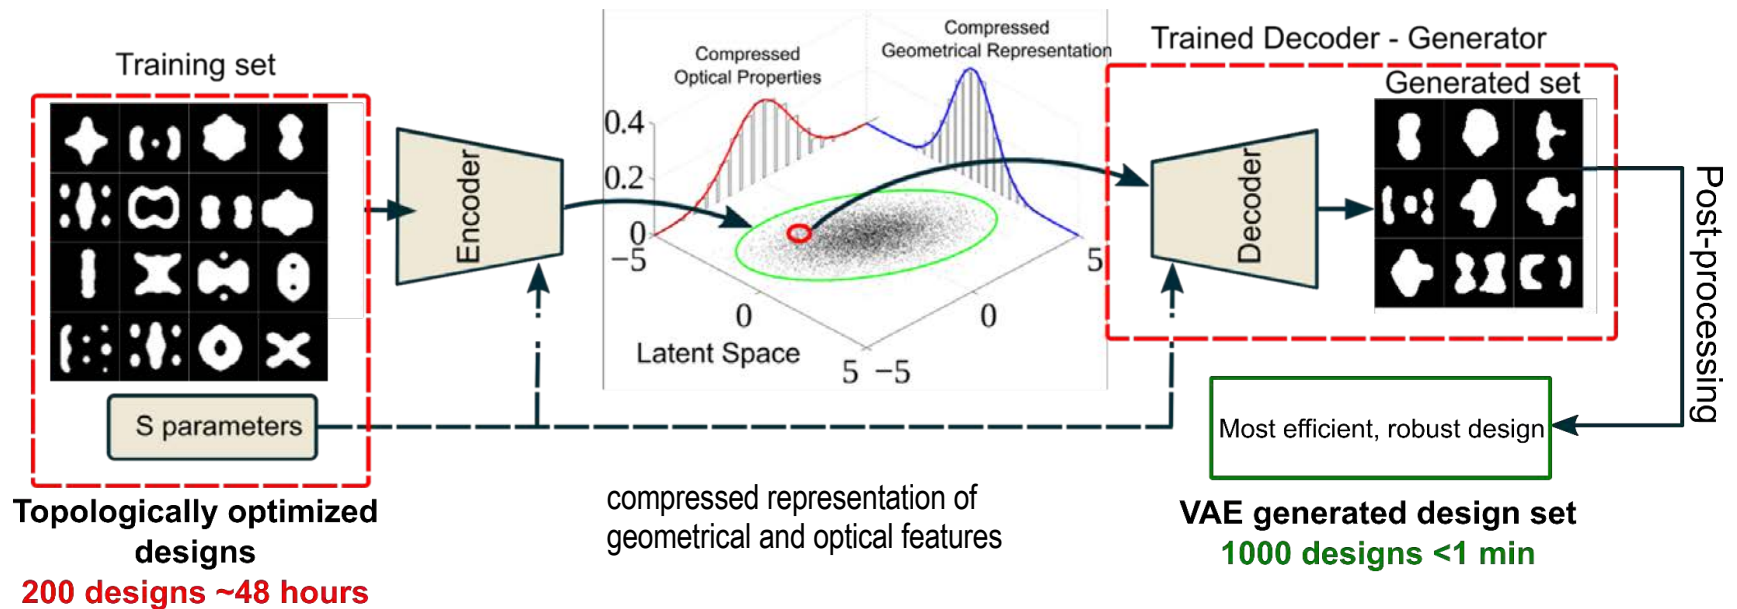 Training set
Encoder
S parameters
Topologically optimized
designs
200 designs ~48 hours
Compressed
Optical Properties
Compressed
Geometrical Representation
0.4
0.2
0
−5
0
5
−5
0
5
Latent Space
compressed representation of
geometrical and optical features
Trained Decoder - Generator
Generated set
Decoder
Post-processing
Most efficient, robust design
VAE generated design set
1000 designs <1 min